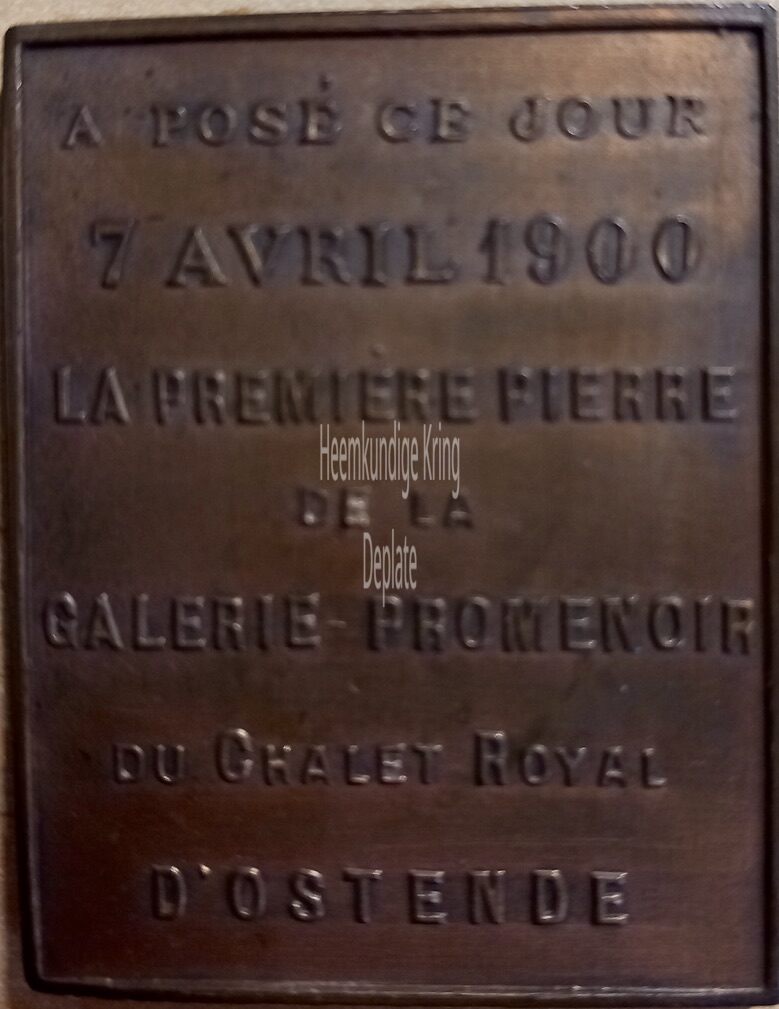 A POSÉ CE JOUR
7 AVRIL 1900
LA PREMIÈRE PIERRE
Heemkundige Kring
DE LA
Deplate
GALERIE - PROMENOIR
DU CHALET ROYAL
D'OSTENDE